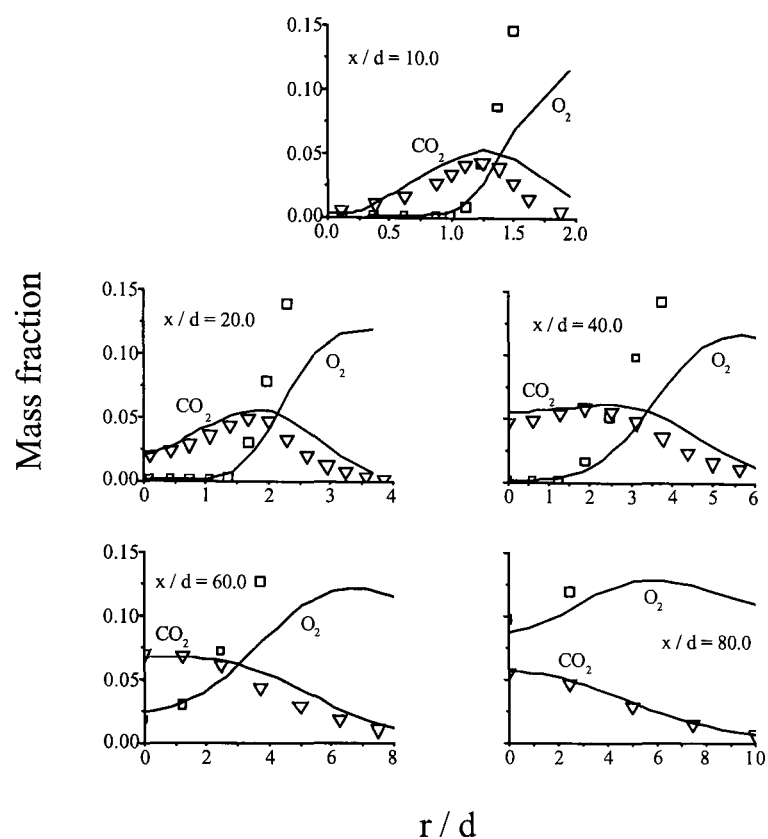 0.15
x / d = 10.0
0.10
O2
CO2
0.05
0.00
0.0 0.5 1.0 1.5 2.0
Mass fraction
0.15
x / d = 20.0
0.10
O2
CO2
0.05
0.00
0 1 2 3 4
x / d = 40.0
O2
CO2
0 1 2 3 4 5 6
0.15
x / d = 60.0
0.10
O2
CO2
0.05
0.00
0 2 4 6 8
O2
x / d = 80.0
CO2
0 2 4 6 8 10
r / d